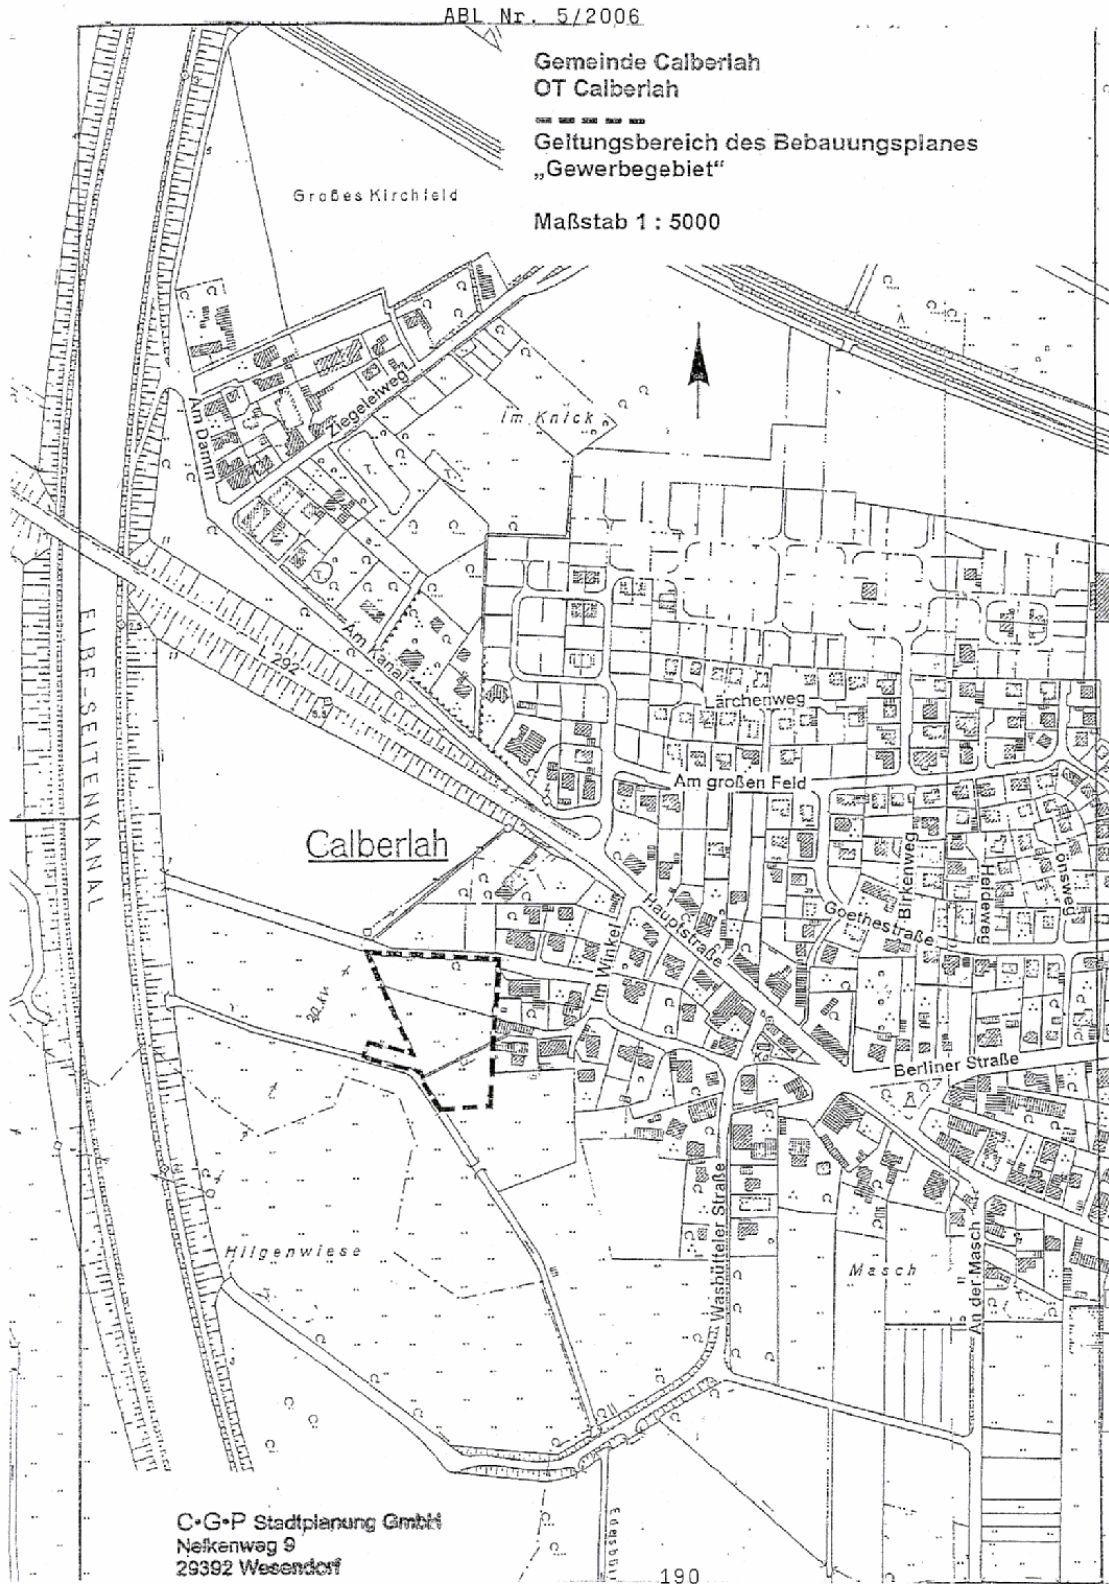 ABL Nr. 5/2006
Gemeinde Calberlah
OT Calberlah
Geltungsbereich des Bebauungsplanes
„Gewerbegebiet“
Maßstab 1 : 5000
Großes Kirchfeld
Am Damm
Ziegeleiweg
Im Knick
ELBE-SEITENKANAL
L 292
Am Kanal
Lärchenweg
Am großen Feld
Calberlah
Hauptstraße
Im Winkel
Goethestraße
Birkenweg
Heideweg
Lönsweg
Berliner Straße
Hilgenwiese
Wasbütteler Straße
Masch
An der Masch
C•G•P Stadtplanung GmbH
Nelkenweg 9
29392 Wesendorf
190